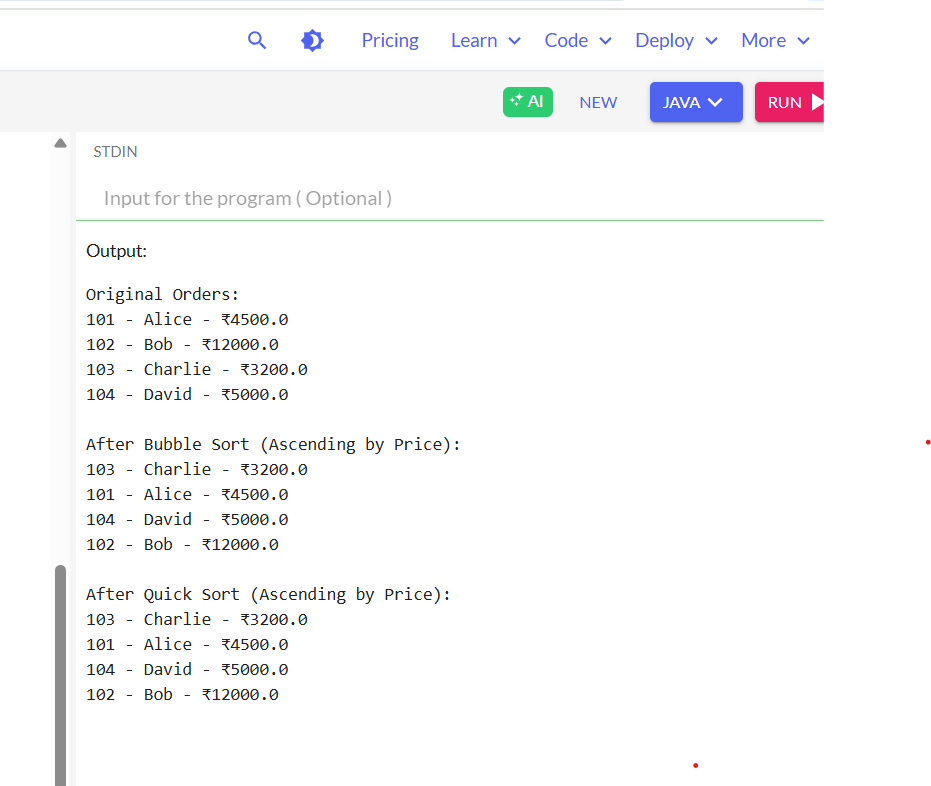 Pricing Learn Code Deploy More
AI NEW JAVA RUN
STDIN
Input for the program ( Optional )
Output:
Original Orders:
101 - Alice - ₹4500.0
102 - Bob - ₹12000.0
103 - Charlie - ₹3200.0
104 - David - ₹5000.0
After Bubble Sort (Ascending by Price):
103 - Charlie - ₹3200.0
101 - Alice - ₹4500.0
104 - David - ₹5000.0
102 - Bob - ₹12000.0
After Quick Sort (Ascending by Price):
103 - Charlie - ₹3200.0
101 - Alice - ₹4500.0
104 - David - ₹5000.0
102 - Bob - ₹12000.0